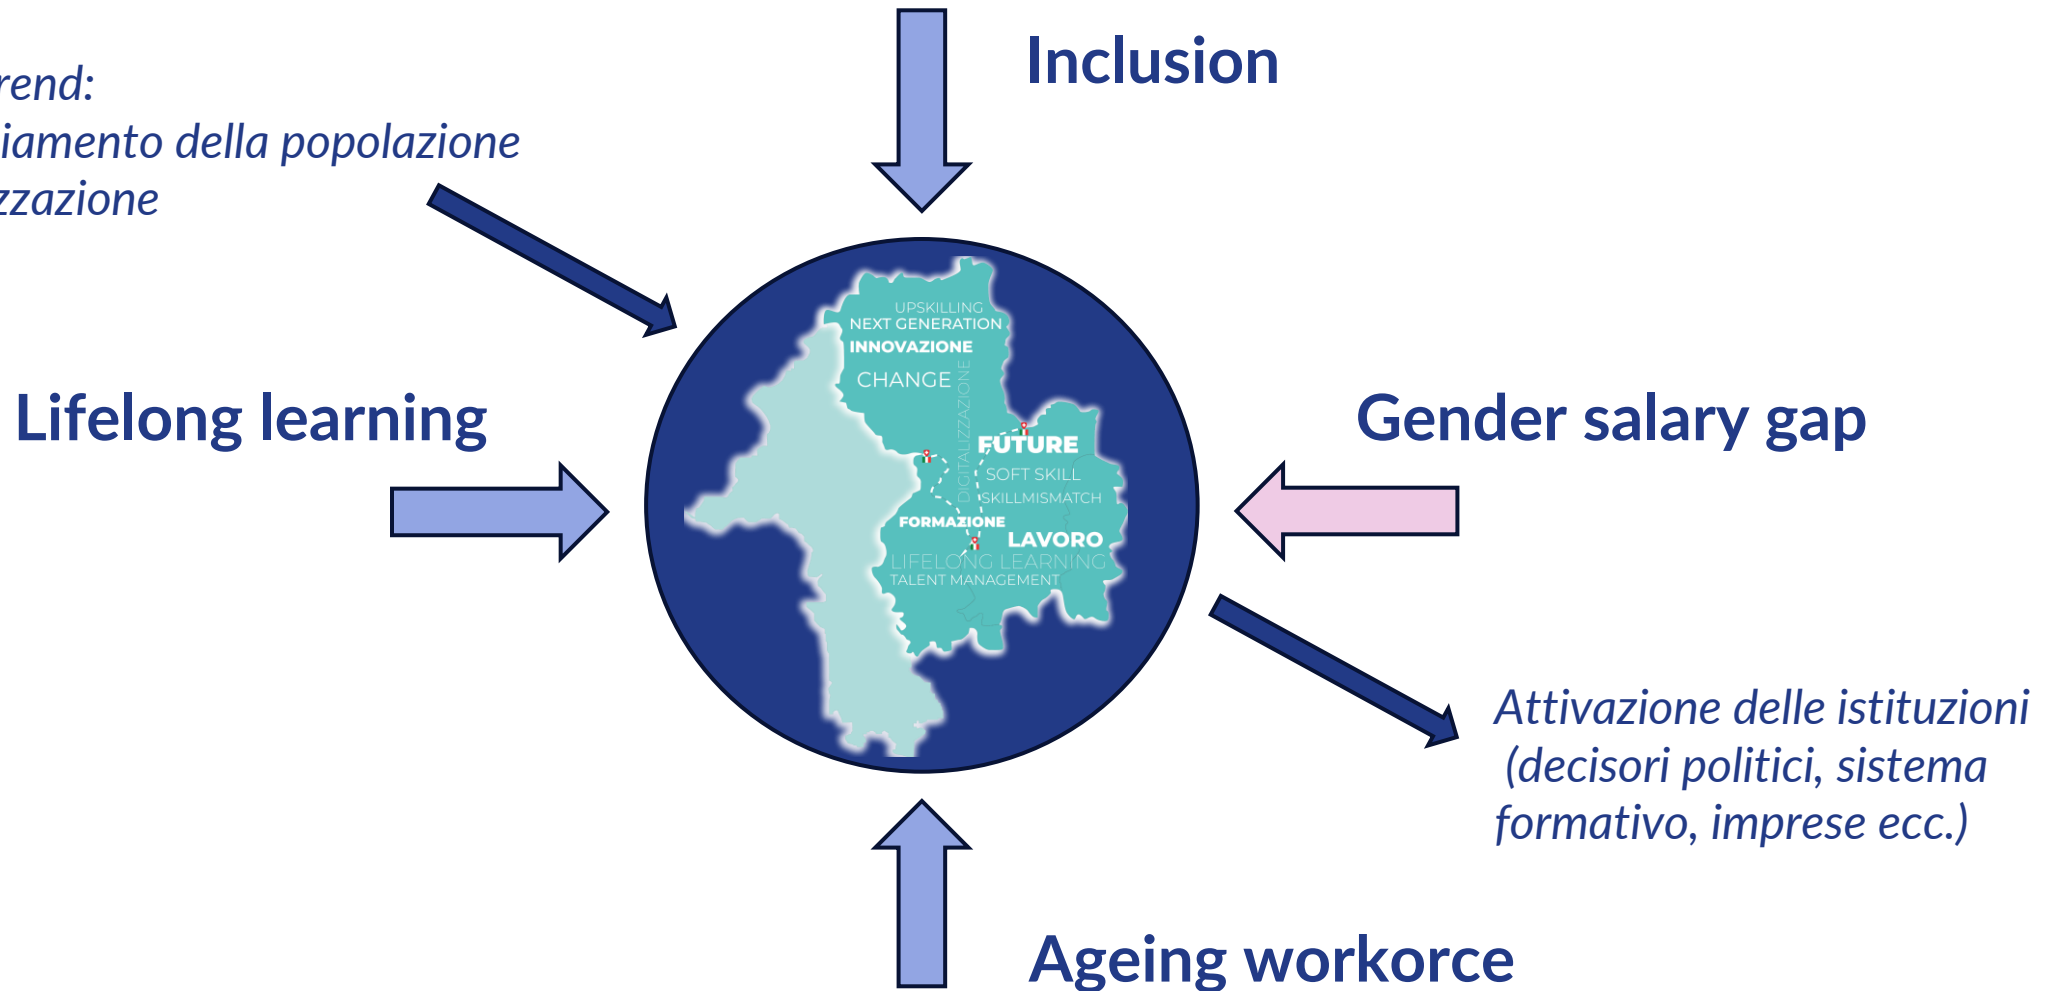 Inclusion
rend:
iamento della popolazione
zzazione
UPSKILLING
NEXT GENERATION
INNOVAZIONE
CHANGE
DIGITALIZZAZIONE
Lifelong learning
Gender salary gap
FUTURE
SOFT SKILL
SKILLMISMATCH
FORMAZIONE
LAVORO
LIFELONG LEARNING
TALENT MANAGEMENT
Attivazione delle istituzioni
(decisori politici, sistema
formativo, imprese ecc.)
Ageing workorce